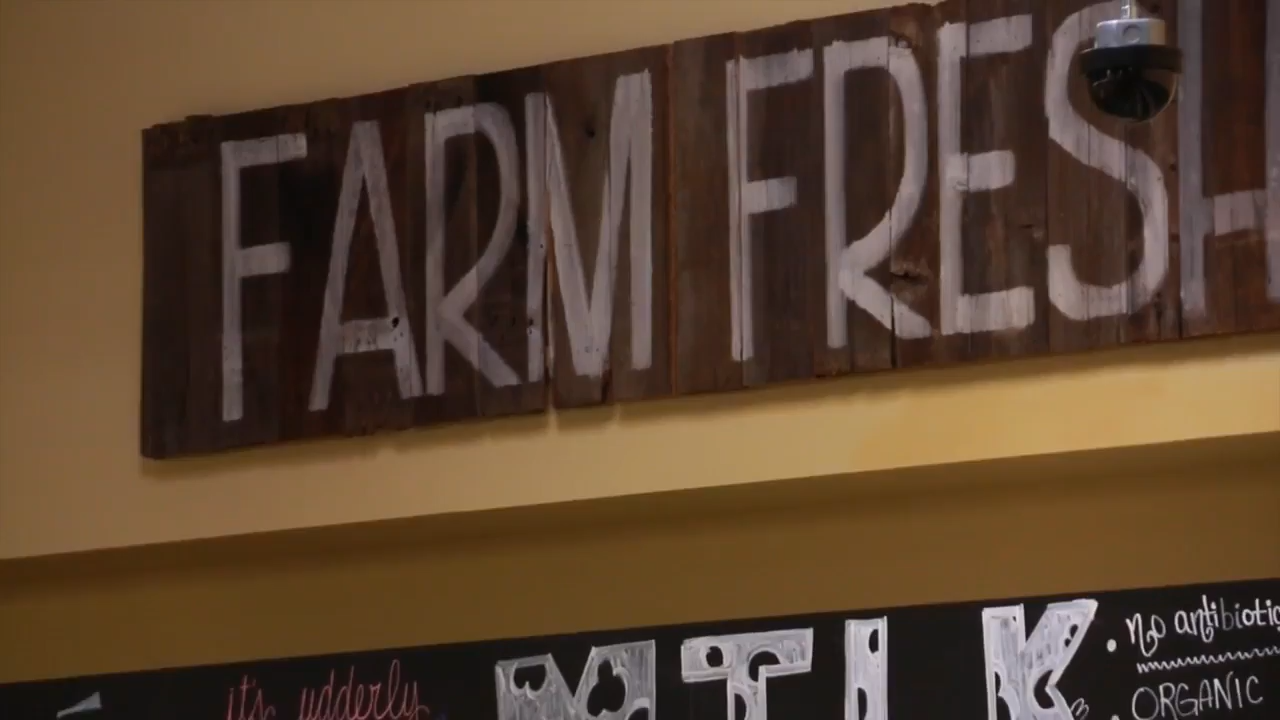 FARM FRESH
it's udderly
MILK
• no antibiotic
• ORGANIC